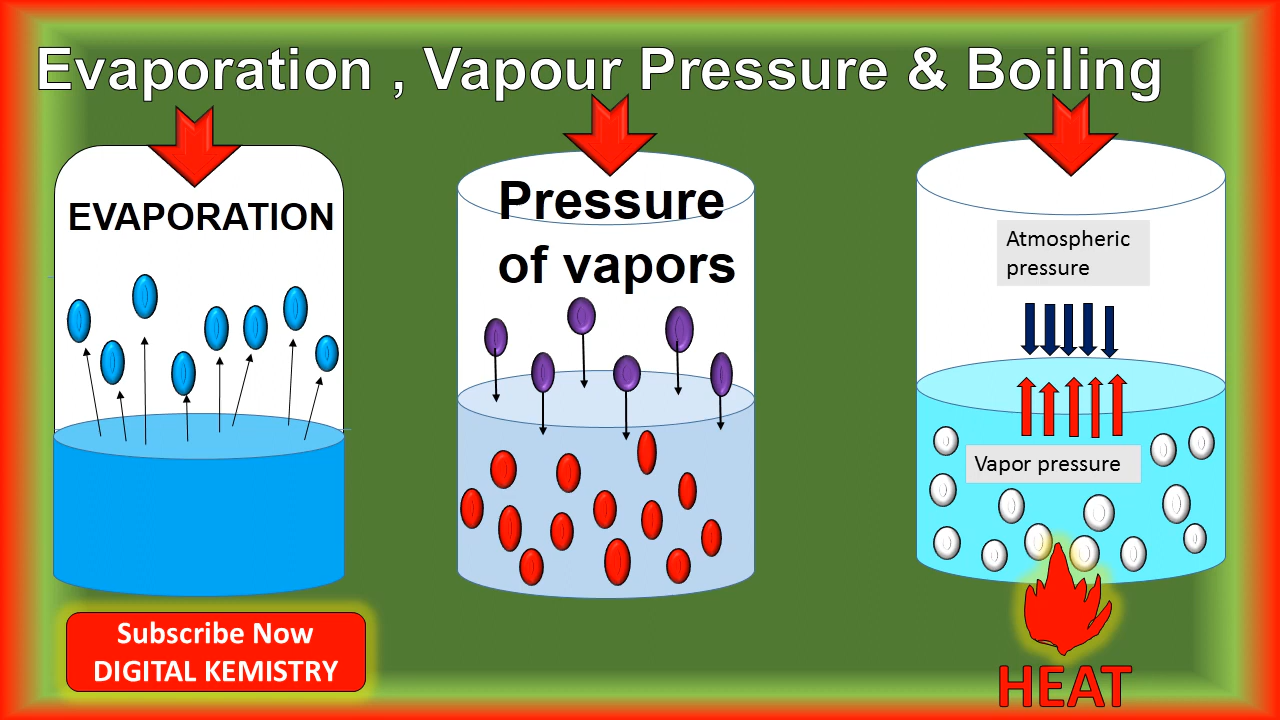 Evaporation , Vapour Pressure & Boiling
EVAPORATION
Pressure
of vapors
Atmospheric
pressure
Vapor pressure
HEAT
Subscribe Now
DIGITAL KEMISTRY